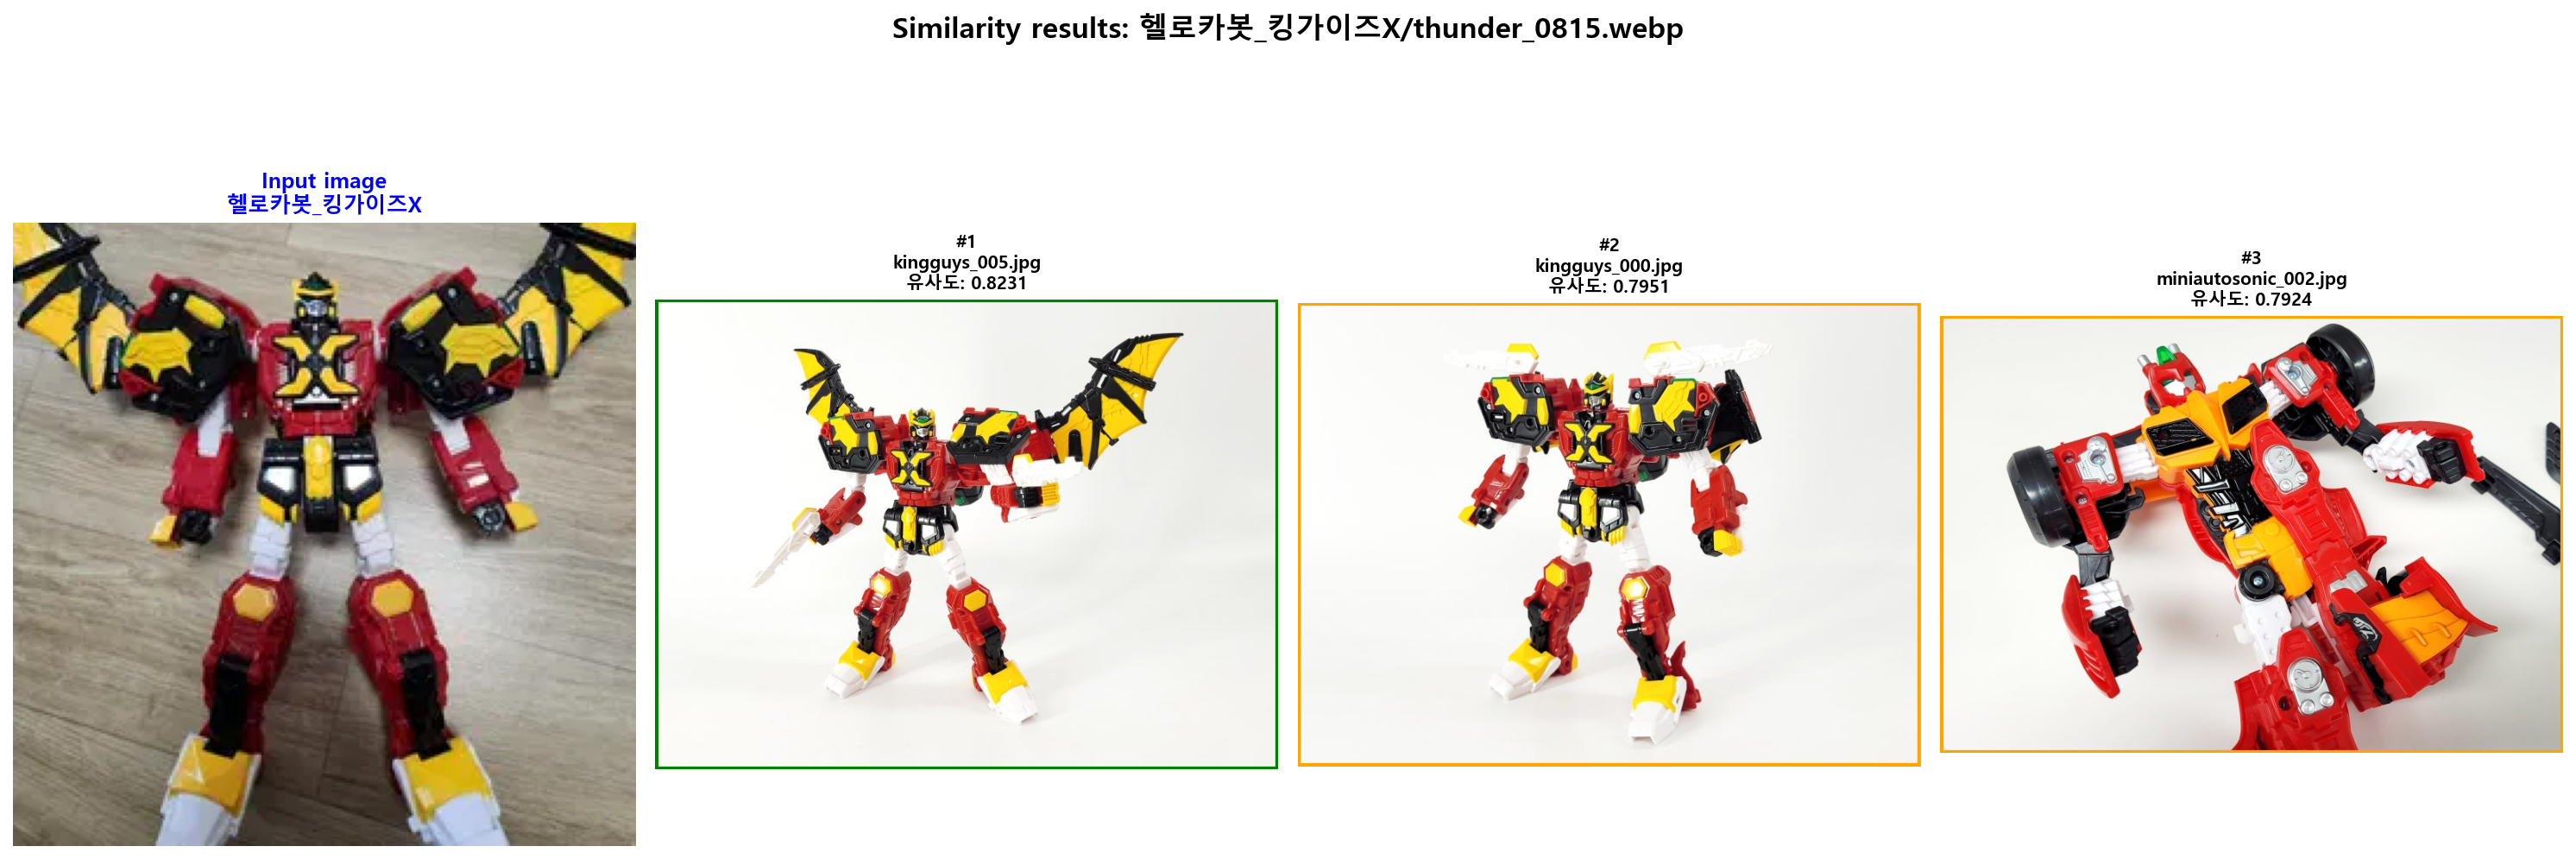 Similarity results: 헬로카봇_킹가이즈X/thunder_0815.webp
Input image
헬로카봇_킹가이즈X
#1
kingguys_005.jpg
유사도: 0.8231
#2
kingguys_000.jpg
유사도: 0.7951
#3
miniautosonic_002.jpg
유사도: 0.7924